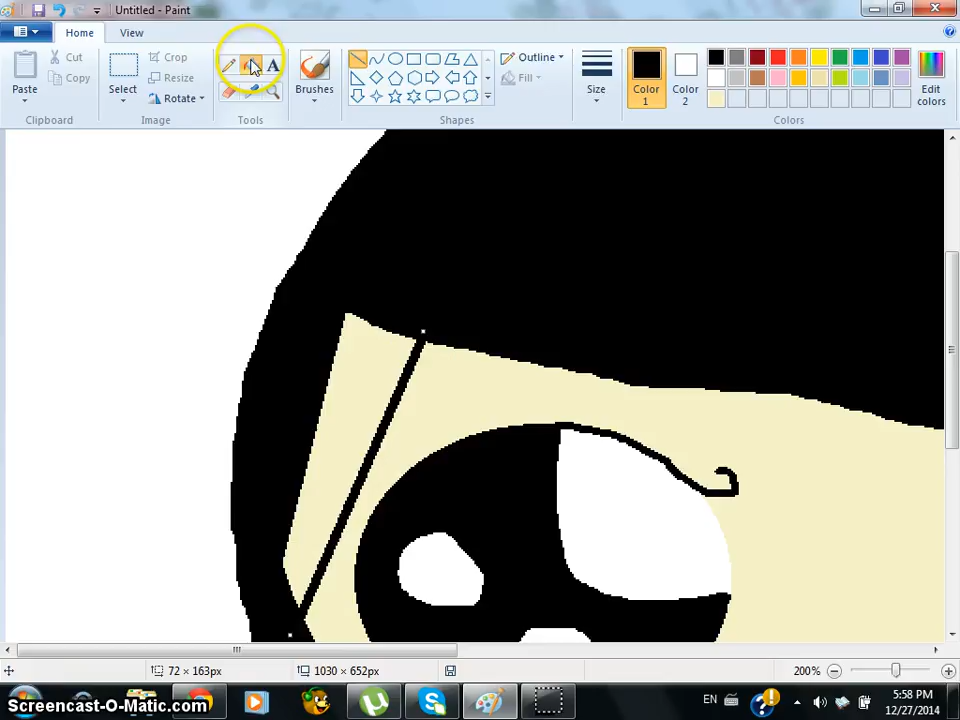 Untitled - Paint
Home
View
Paste
Cut
Copy
Clipboard
Select
Crop
Resize
Rotate
Image
A
Tools
Brushes
Outline
Fill
Shapes
Size
Color 1
Color 2
Edit colors
Colors
72 × 163px
1030 × 652px
200%
EN
5:58 PM
12/27/2014
Screencast-O-Matic.com